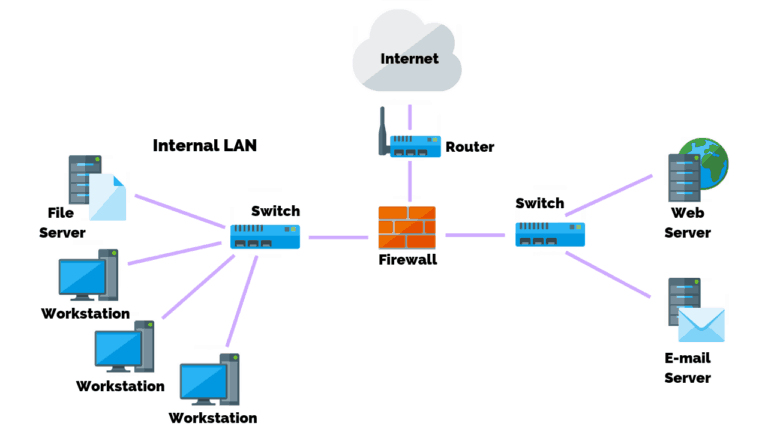 Internet
Router
Internal LAN
File
Server
Switch
Firewall
Switch
Web
Server
Workstation
Workstation
Workstation
E-mail
Server